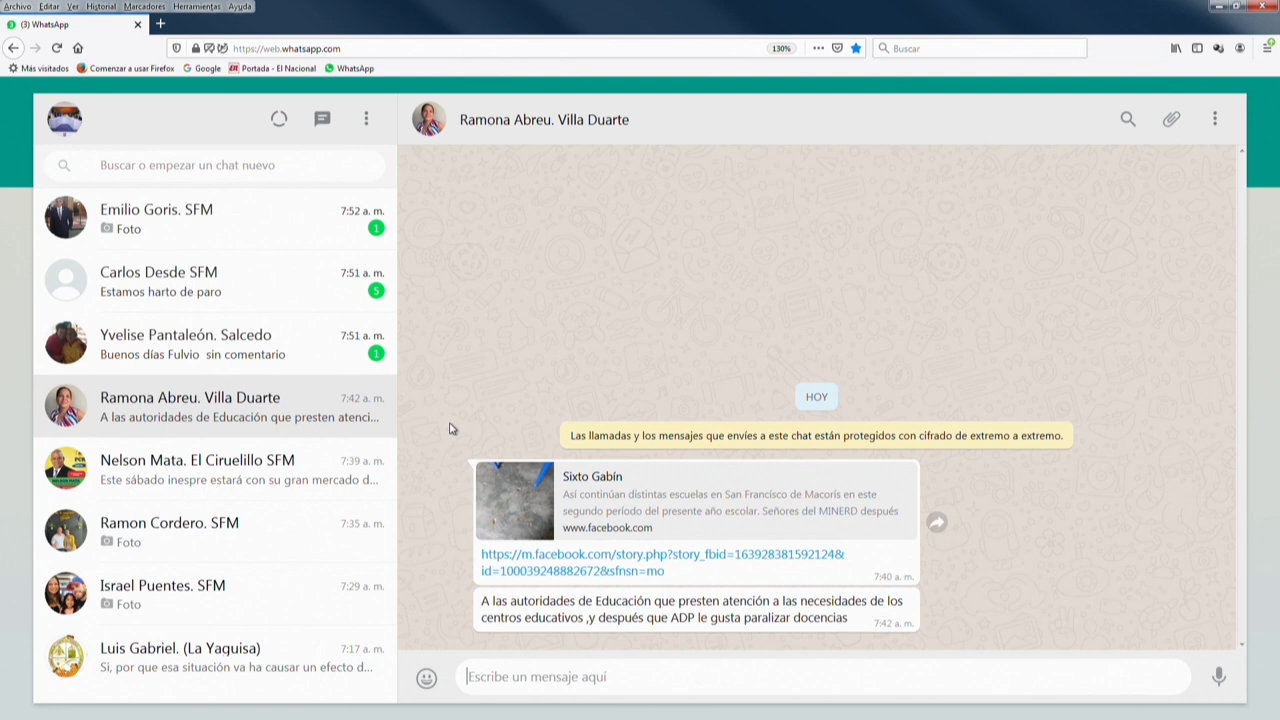 Archivo Editar Ver Historial Marcadores Herramientas Ayuda
(3) WhatsApp
https://web.whatsapp.com
130%
Buscar
Más visitados Comenzar a usar Firefox Google Portada - El Nacional WhatsApp
Ramona Abreu. Villa Duarte
Buscar o empezar un chat nuevo
Emilio Goris. SFM 7:52 a. m.
Foto 1
Carlos Desde SFM 7:51 a. m.
Estamos harto de paro 5
Yvelise Pantaleón. Salcedo 7:51 a. m.
Buenos días Fulvio sin comentario 1
Ramona Abreu. Villa Duarte 7:42 a. m.
A las autoridades de Educación que presten atenci...
Nelson Mata. El Ciruelillo SFM 7:39 a. m.
Este sábado inespre estará con su gran mercado d...
Ramon Cordero. SFM 7:35 a. m.
Foto
Israel Puentes. SFM 7:29 a. m.
Foto
Luis Gabriel. (La Yaquisa) 7:17 a. m.
Si, por que esa situación va ha causar un efecto d...
HOY
Las llamadas y los mensajes que envíes a este chat están protegidos con cifrado de extremo a extremo.
Sixto Gabín
Así continúan distintas escuelas en San Francisco de Macorís en este
segundo período del presente año escolar. Señores del MINERD después
www.facebook.com
https://m.facebook.com/story.php?story_fbid=163928381592124&
id=100039248882672&sfnsn=mo
7:40 a. m.
A las autoridades de Educación que presten atención a las necesidades de los
centros educativos ,y después que ADP le gusta paralizar docencias
7:42 a. m.
Escribe un mensaje aquí